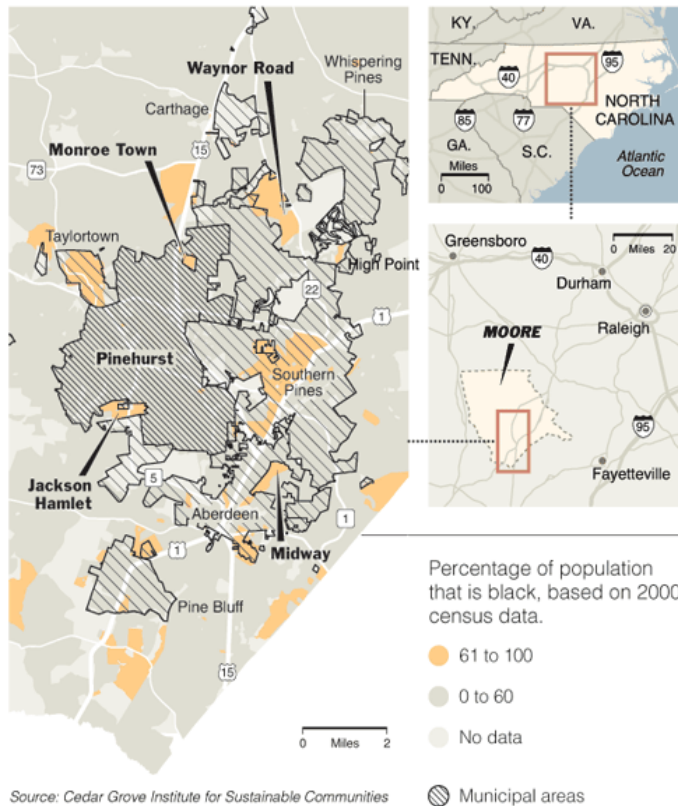 Waynor Road
Whispering
Pines
Carthage
Monroe Town
15
73
Taylortown
High Point
22
1
Pinehurst
Southern
Pines
Jackson
Hamlet
5
Aberdeen
1
1
Midway
Pine Bluff
15
0 Miles 2
Source: Cedar Grove Institute for Sustainable Communities
KY.
VA.
TENN.
40
95
NORTH
CAROLINA
85
77
GA.
S.C.
Miles
0 100
Atlantic
Ocean
Greensboro
0 Miles 20
40
Durham
Raleigh
MOORE
95
Fayetteville
Percentage of population
that is black, based on 2000
census data.
61 to 100
0 to 60
No data
Municipal areas